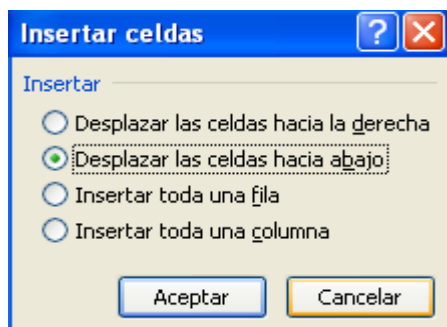 Insertar celdas
Insertar
Desplazar las celdas hacia la derecha
Desplazar las celdas hacia abajo
Insertar toda una fila
Insertar toda una columna
Aceptar Cancelar